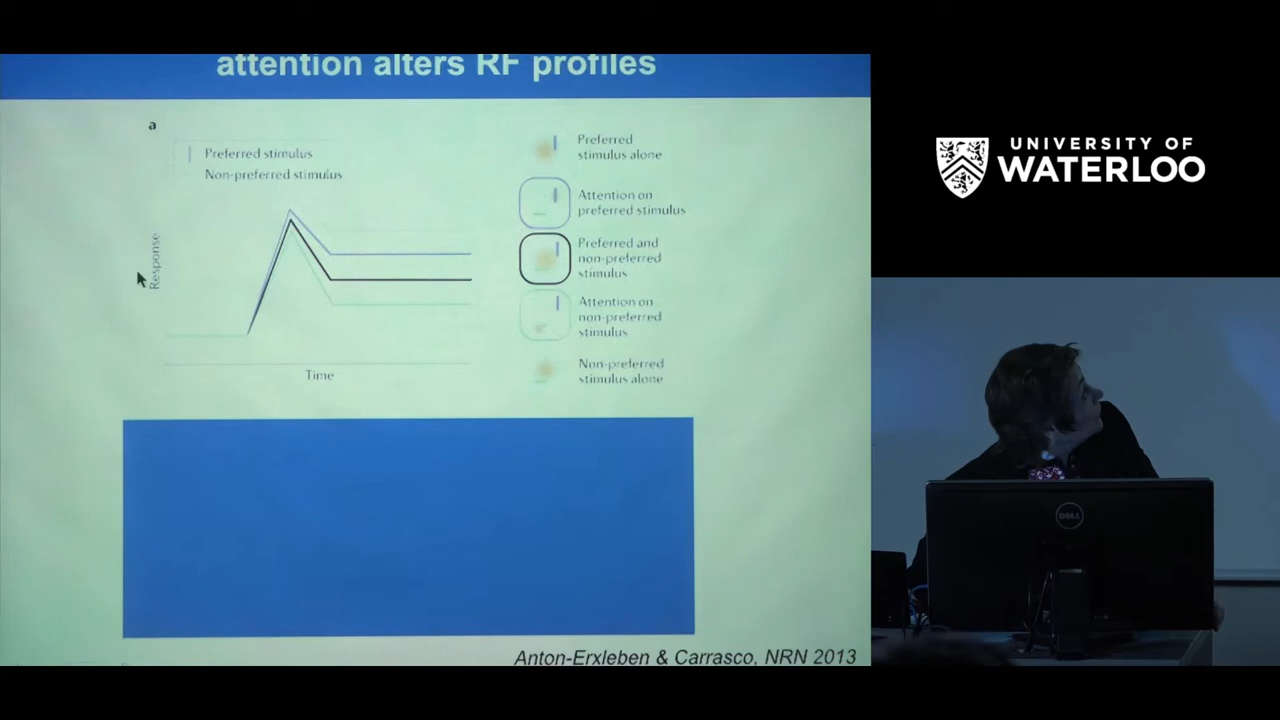 attention alters RF profiles
a
Preferred stimulus
Non-preferred stimulus
Response
Time
Preferred
stimulus alone
Attention on
preferred stimulus
Preferred and
non-preferred
stimulus
Attention on
non-preferred
stimulus
Non-preferred
stimulus alone
Anton-Erxleben & Carrasco, NRN 2013
UNIVERSITY OF
WATERLOO
DELL